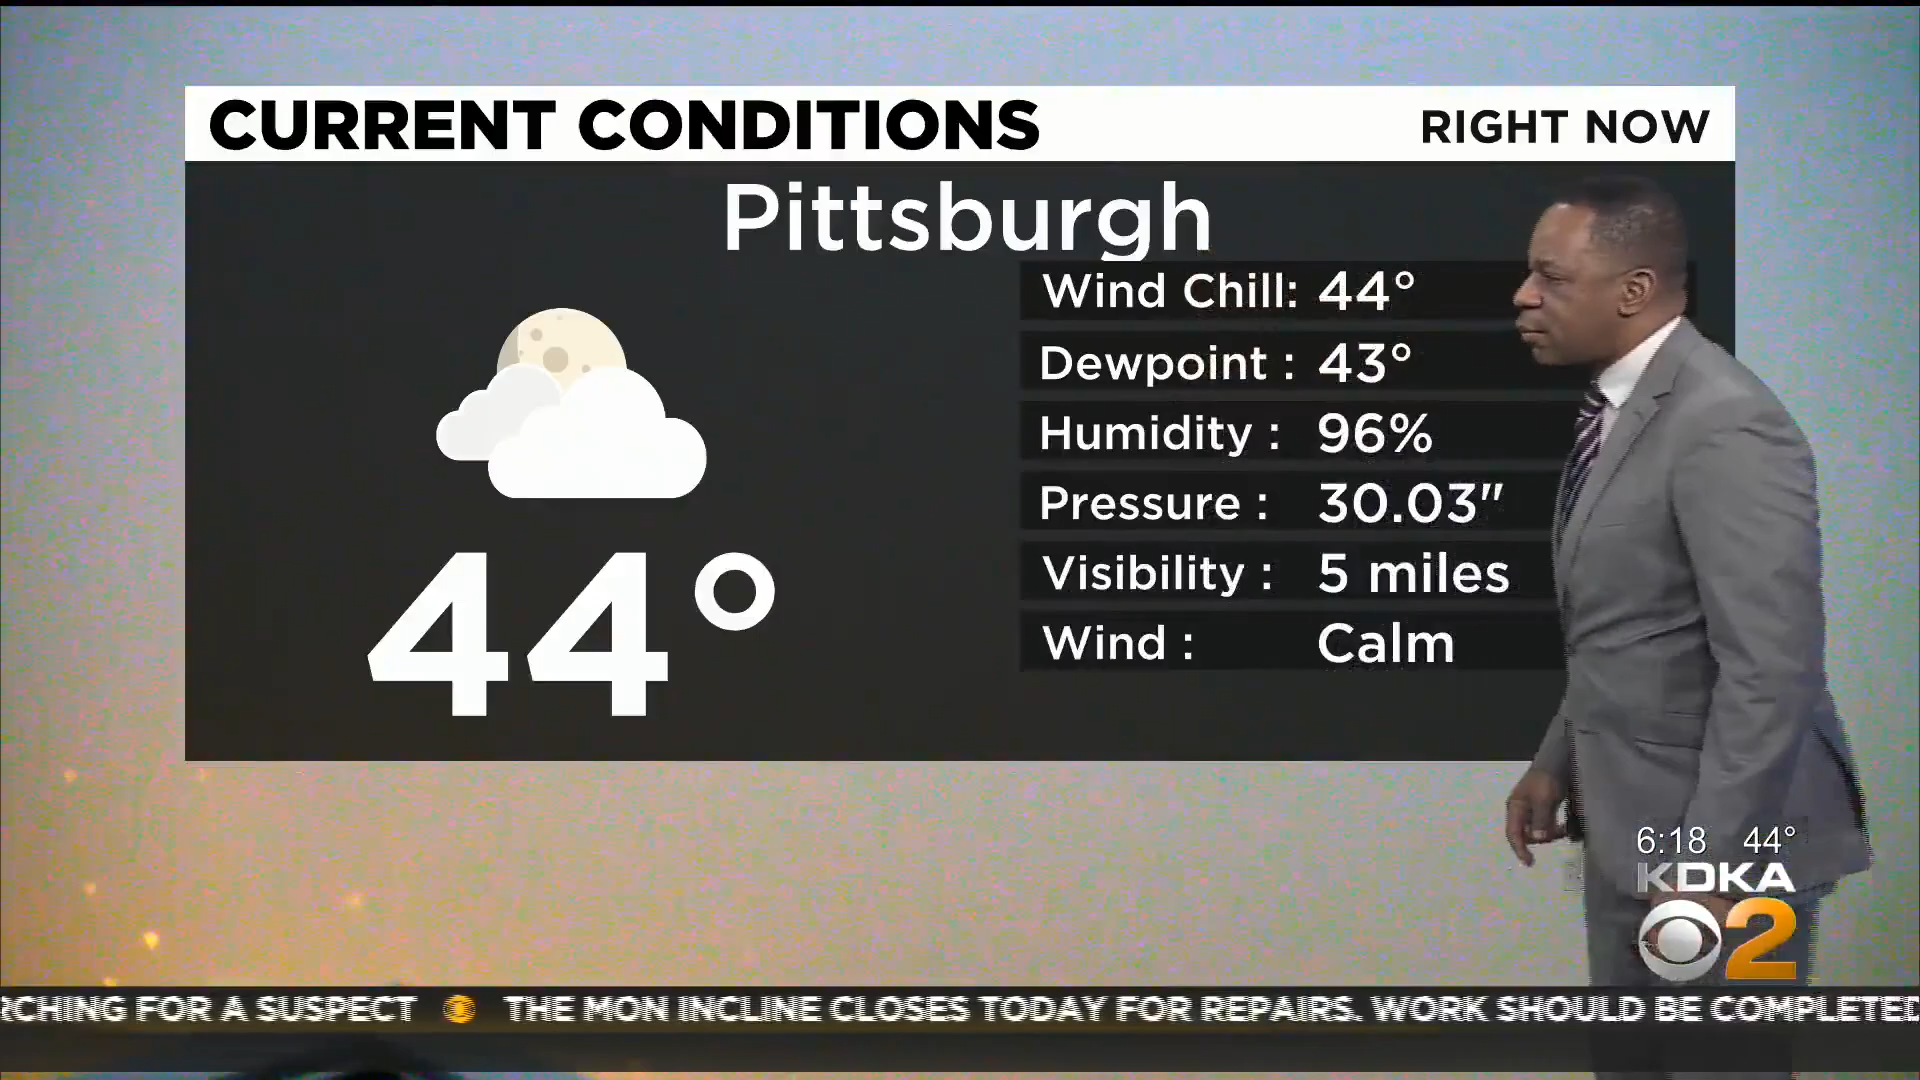 CURRENT CONDITIONS
RIGHT NOW
Pittsburgh
44°
Wind Chill: 44°
Dewpoint : 43°
Humidity : 96%
Pressure : 30.03"
Visibility : 5 miles
Wind : Calm
6:18 44°
KDKA
2
RCHING FOR A SUSPECT THE MON INCLINE CLOSES TODAY FOR REPAIRS. WORK SHOULD BE COMPLETED